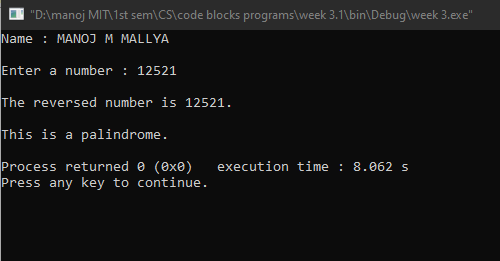 "D:\manoj MIT\1st sem\CS\code blocks programs\week 3.1\bin\Debug\week 3.exe"
Name : MANOJ M MALLYA
Enter a number : 12521
The reversed number is 12521.
This is a palindrome.
Process returned 0 (0x0)   execution time : 8.062 s
Press any key to continue.